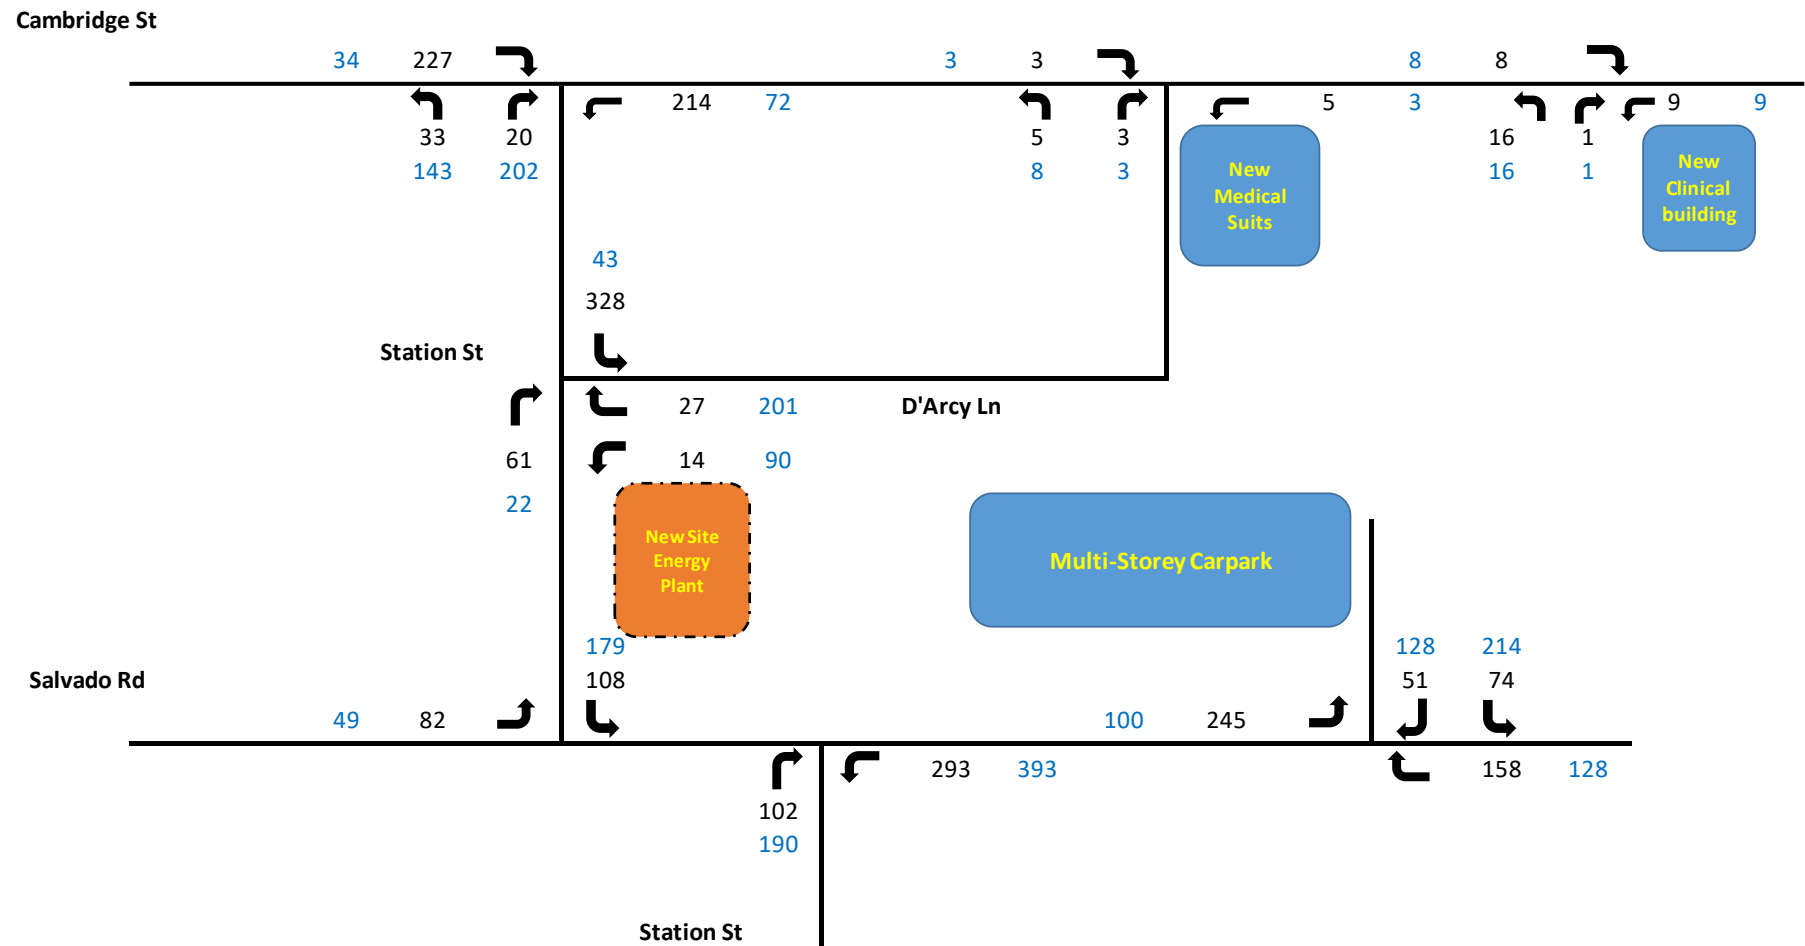 Cambridge St
34 227 3 3 8 8
214 72 5 3 9 9
33 20 5 3 16 1
143 202 8 3 16 1
New
Medical
Suits
New
Clinical
building
43
328
Station St
27 201 D'Arcy Ln
61 14 90
22
New Site
Energy
Plant
Multi-Storey Carpark
179 128 214
Salvado Rd 108 51 74
49 82 100 245
293 393 158 128
102
190
Station St